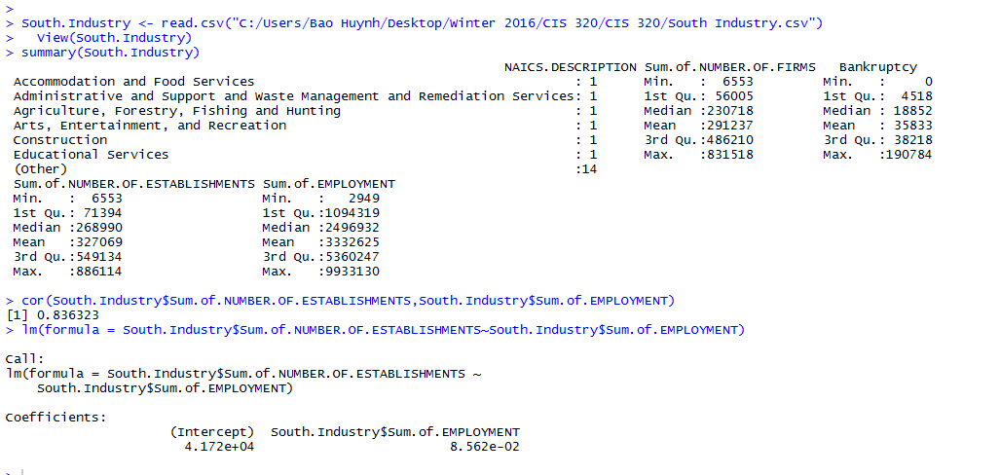 >
> South.Industry <- read.csv("C:/Users/Bao Huynh/Desktop/Winter 2016/CIS 320/CIS 320/South Industry.csv")
>   View(South.Industry)
> summary(South.Industry)
NAICS.DESCRIPTION Sum.of.NUMBER.OF.FIRMS   Bankruptcy
Accommodation and Food Services : 1   Min.   :  6553   Min.   :     0
Administrative and Support and Waste Management and Remediation Services: 1   1st Qu.: 56005   1st Qu.:  4518
Agriculture, Forestry, Fishing and Hunting : 1   Median :230718   Median : 18852
Arts, Entertainment, and Recreation : 1   Mean   :291237   Mean   : 35833
Construction : 1   3rd Qu.:486210   3rd Qu.: 38218
Educational Services : 1   Max.   :831518   Max.   :190784
(Other) :14
Sum.of.NUMBER.OF.ESTABLISHMENTS Sum.of.EMPLOYMENT
Min.   :  6553   Min.   :   2949
1st Qu.: 71394   1st Qu.:1094319
Median :268990   Median :2496932
Mean   :327069   Mean   :3332625
3rd Qu.:549134   3rd Qu.:5360247
Max.   :886114   Max.   :9933130
> cor(South.Industry$Sum.of.NUMBER.OF.ESTABLISHMENTS,South.Industry$Sum.of.EMPLOYMENT)
[1] 0.836323
> lm(formula = South.Industry$Sum.of.NUMBER.OF.ESTABLISHMENTS~South.Industry$Sum.of.EMPLOYMENT)
Call:
lm(formula = South.Industry$Sum.of.NUMBER.OF.ESTABLISHMENTS ~
South.Industry$Sum.of.EMPLOYMENT)
Coefficients:
(Intercept)  South.Industry$Sum.of.EMPLOYMENT
4.172e+04   8.562e-02
>